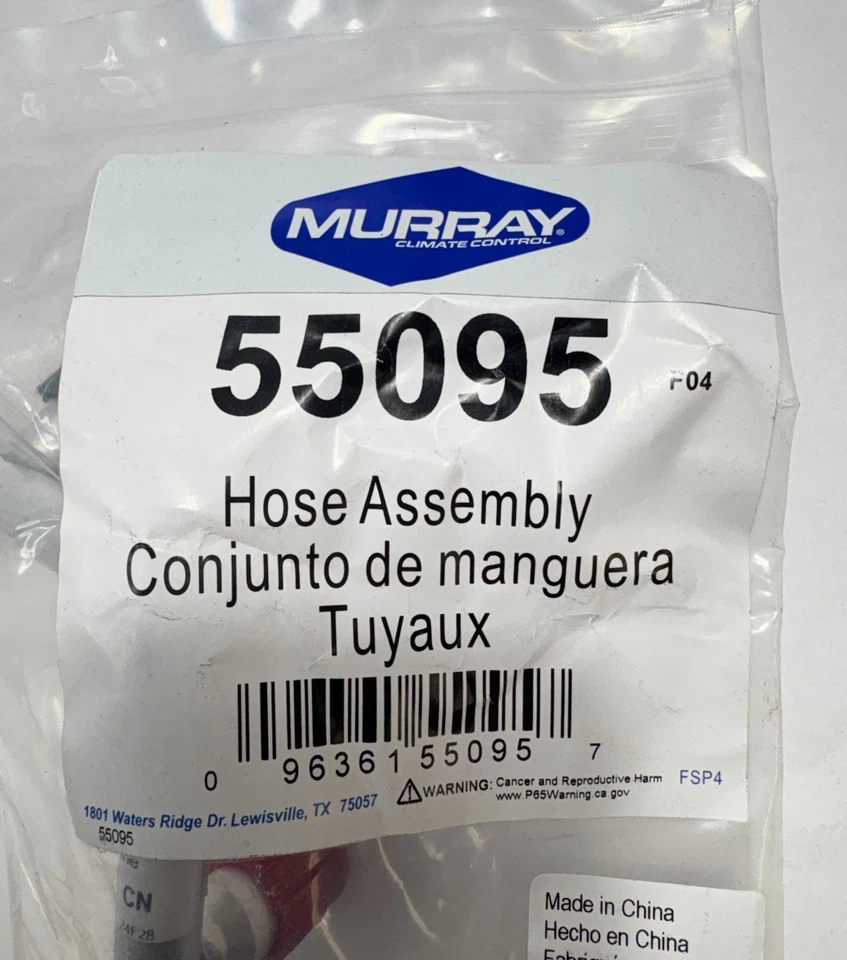 MURRAY®
CLIMATE CONTROL
55095
F04
Hose Assembly
Conjunto de manguera
Tuyaux
0 96361 55095 7
WARNING: Cancer and Reproductive Harm
www.P65Warning.ca.gov
FSP4
1801 Waters Ridge Dr. Lewisville, TX 75057
55095
CN
Made in China
Hecho en China